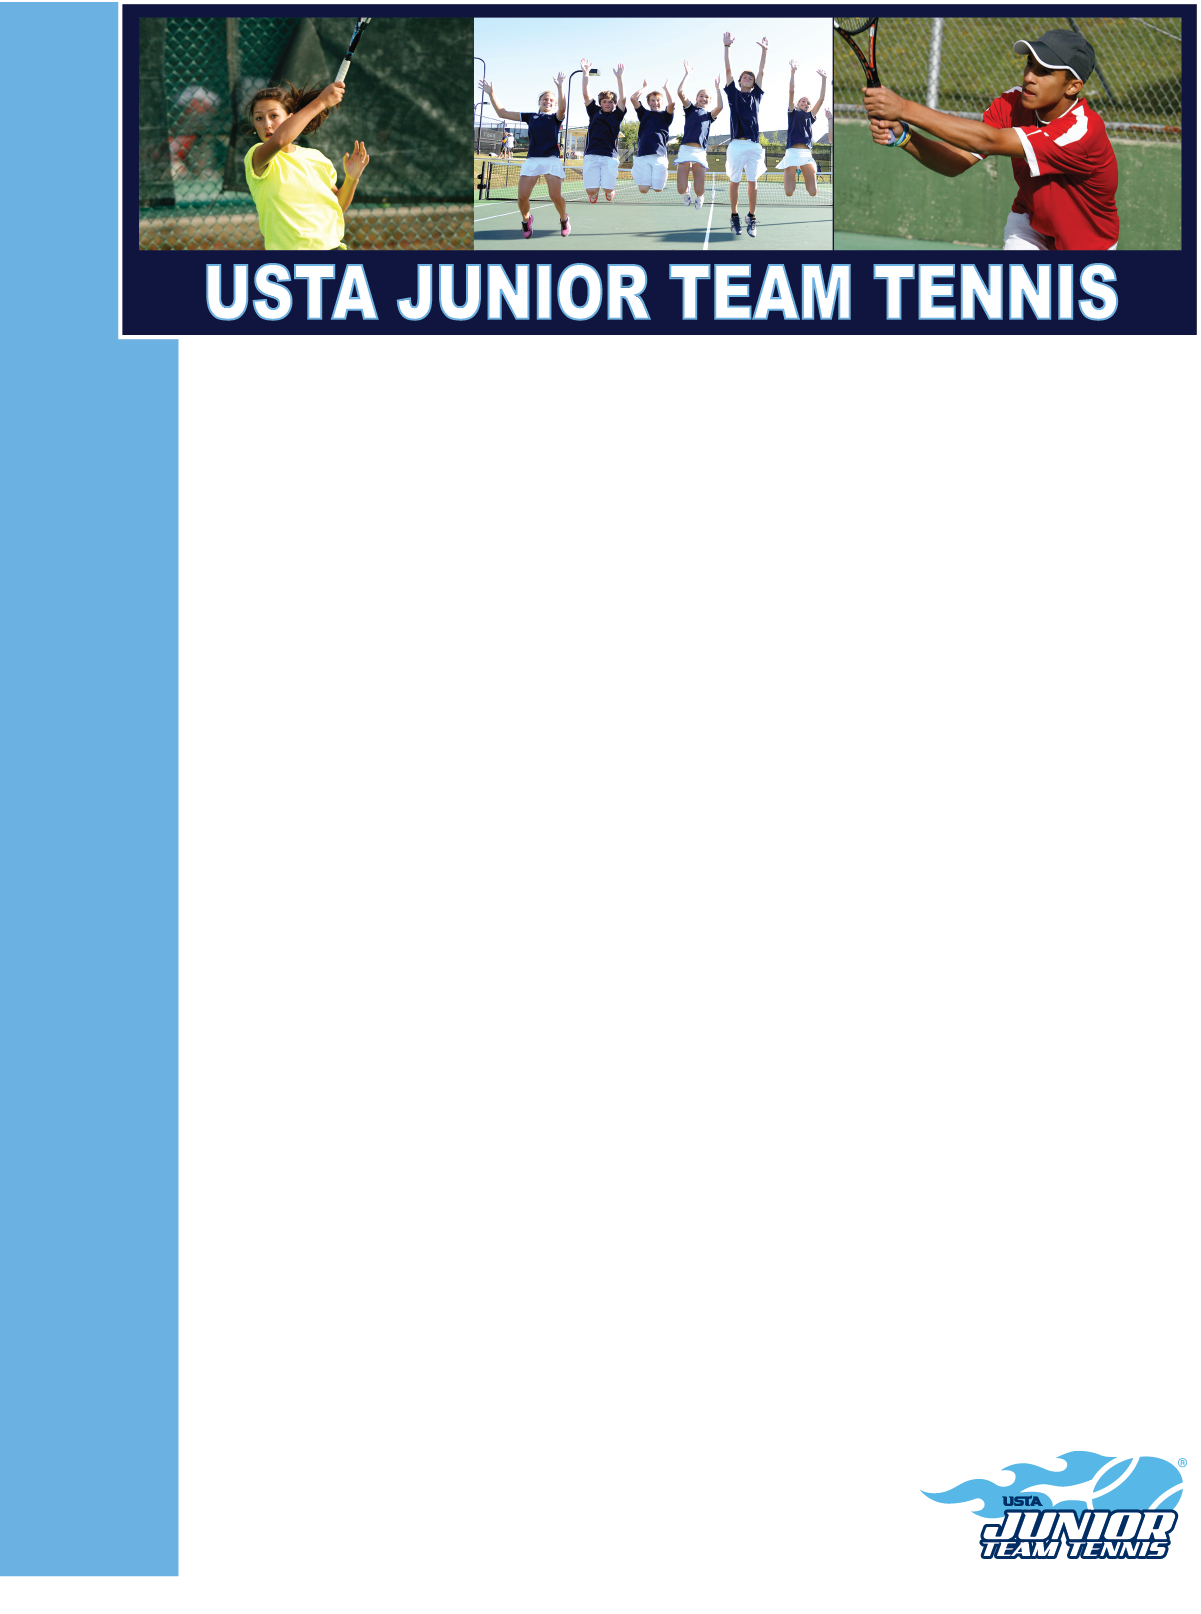 USTA JUNIOR TEAM TENNIS
®
USTA
JUNIOR
TEAM TENNIS